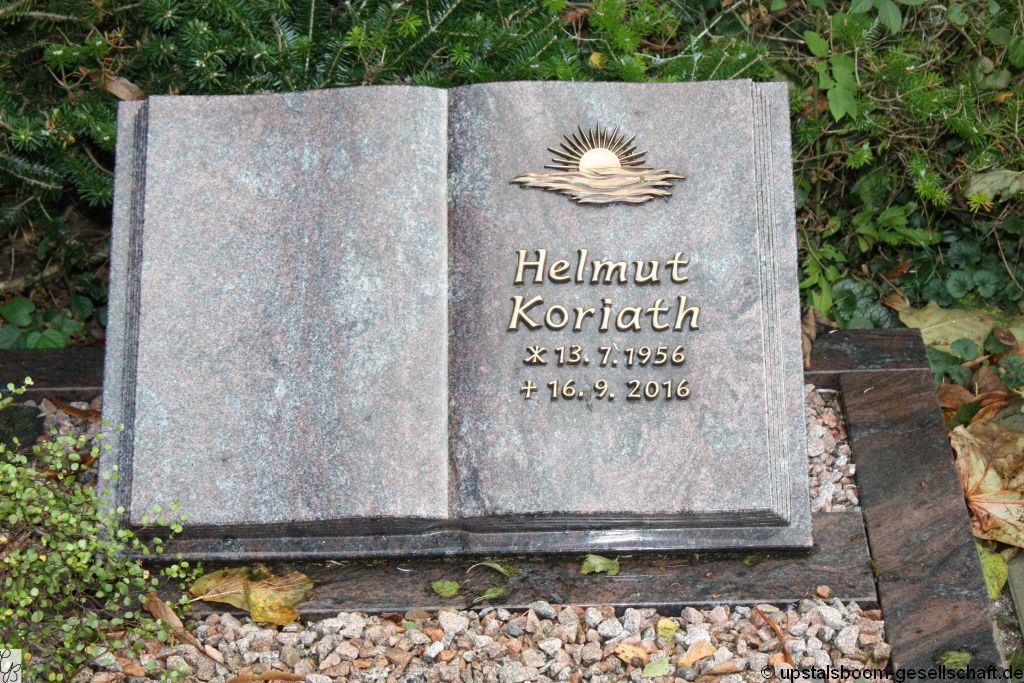 Helmut
Koriath
* 13. 7. 1956
† 16. 9. 2016
© upstalsboom-gesellschaft.de